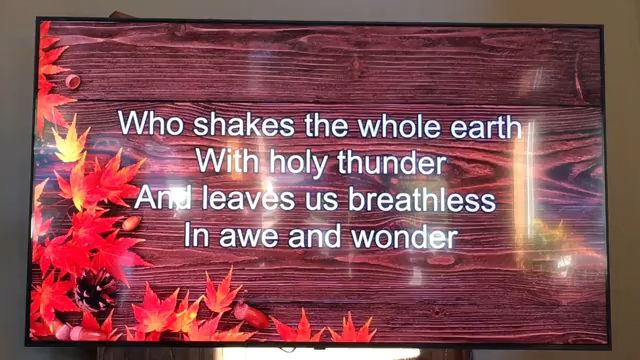 Who shakes the whole earth
With holy thunder
And leaves us breathless
In awe and wonder